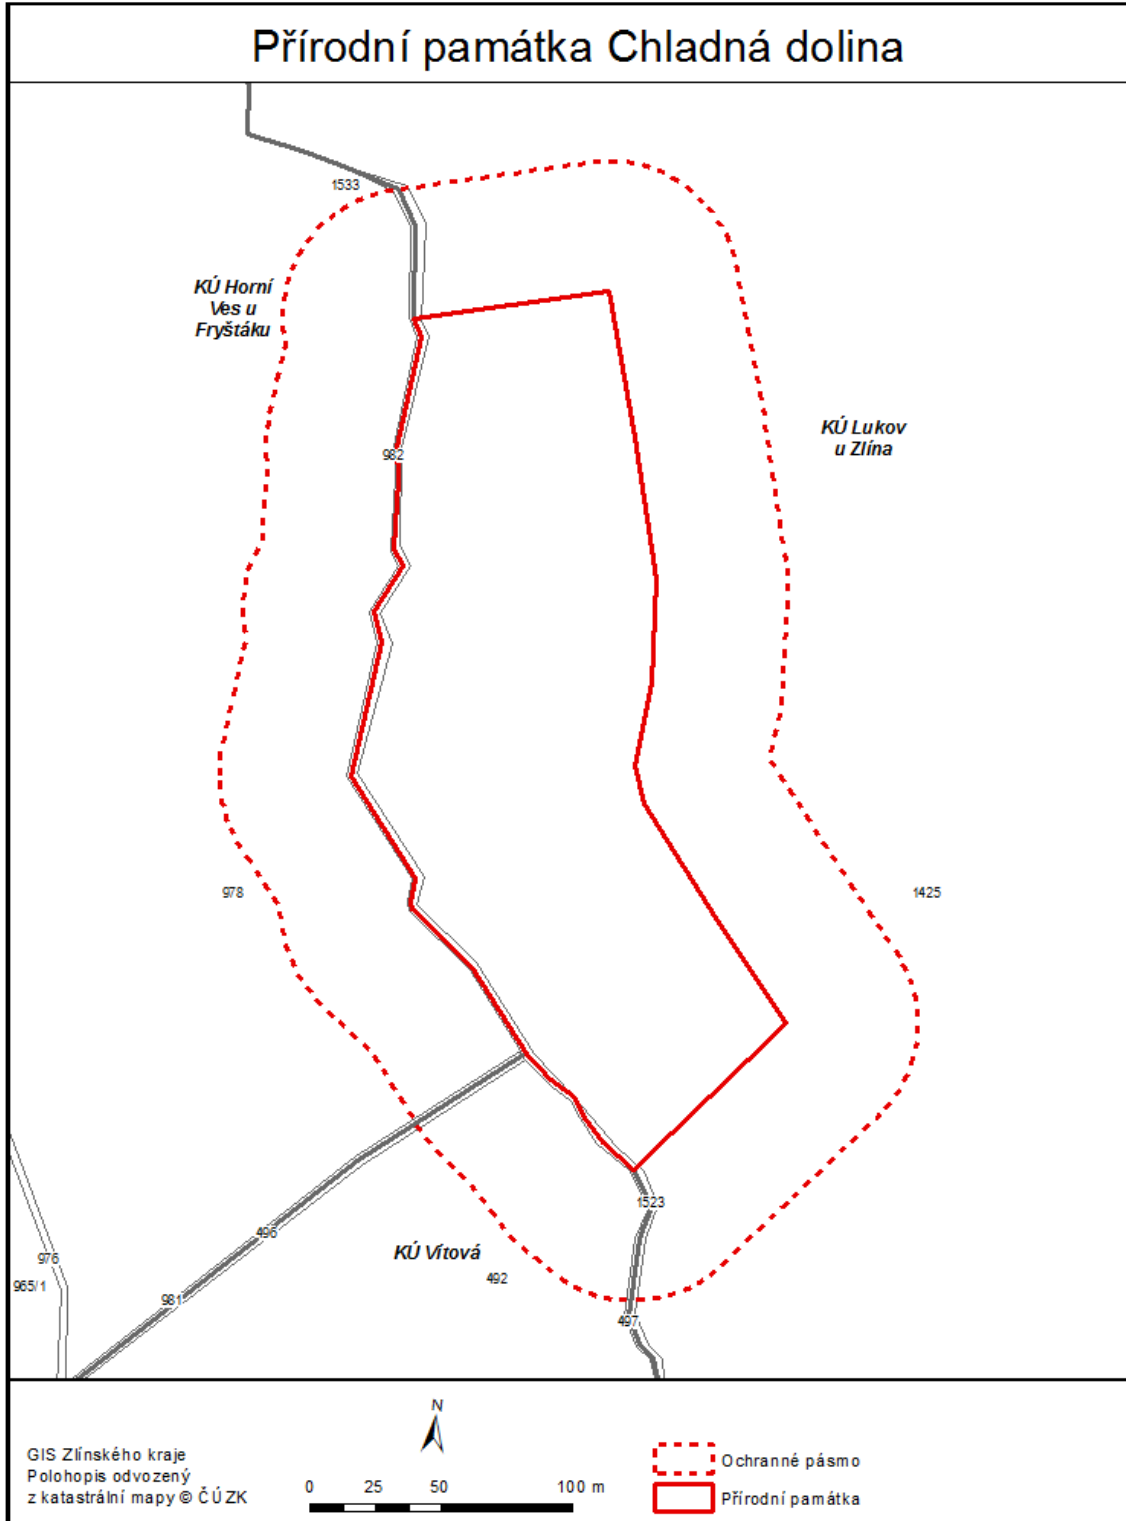 Přírodní památka Chladná dolina
1533
KÚ Horní
Ves u
Fryštáku
KÚ Lukov
u Zlína
982
978
1425
1523
496
KÚ Vítová
492
976
965/1
981
497
N
GIS Zlínského kraje
Polohopis odvozený
z katastrální mapy © ČÚZK
0 25 50 100 m
Ochranné pásmo
Přírodní památka